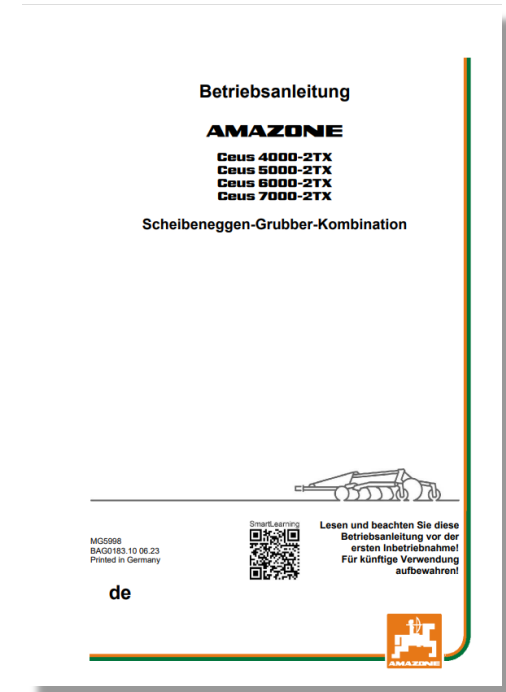 Betriebsanleitung
AMAZONE
Ceus 4000-2TX
Ceus 5000-2TX
Ceus 6000-2TX
Ceus 7000-2TX
Scheibeneggen-Grubber-Kombination
MG5998
BAG0183.10 06.23
Printed in Germany
de
SmartLearning
Lesen und beachten Sie diese
Betriebsanleitung vor der
ersten Inbetriebnahme!
Für künftige Verwendung
aufbewahren!
AMAZONE